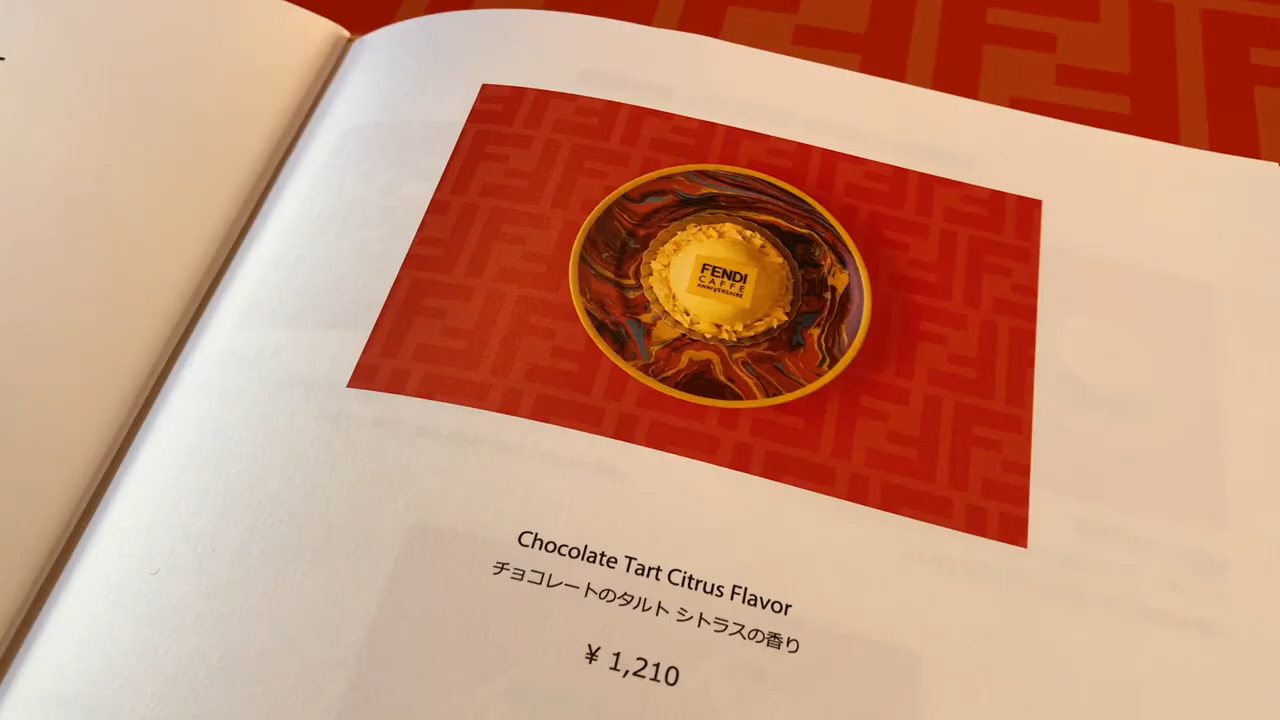 FENDI
CAFFE
ANNIVERSAIRE
Chocolate Tart Citrus Flavor
チョコレートのタルト シトラスの香り
¥ 1,210